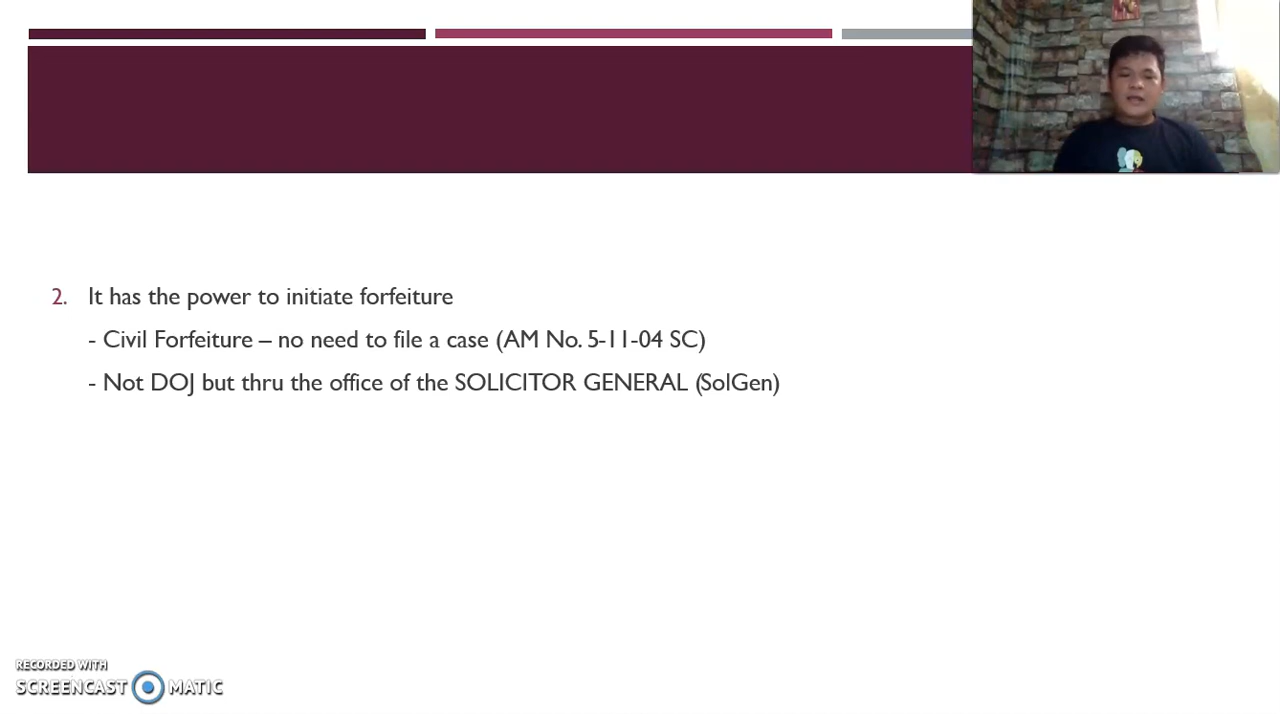 2. It has the power to initiate forfeiture
- Civil Forfeiture – no need to file a case (AM No. 5-11-04 SC)
- Not DOJ but thru the office of the SOLICITOR GENERAL (SolGen)
RECORDED WITH
SCREENCAST MATIC